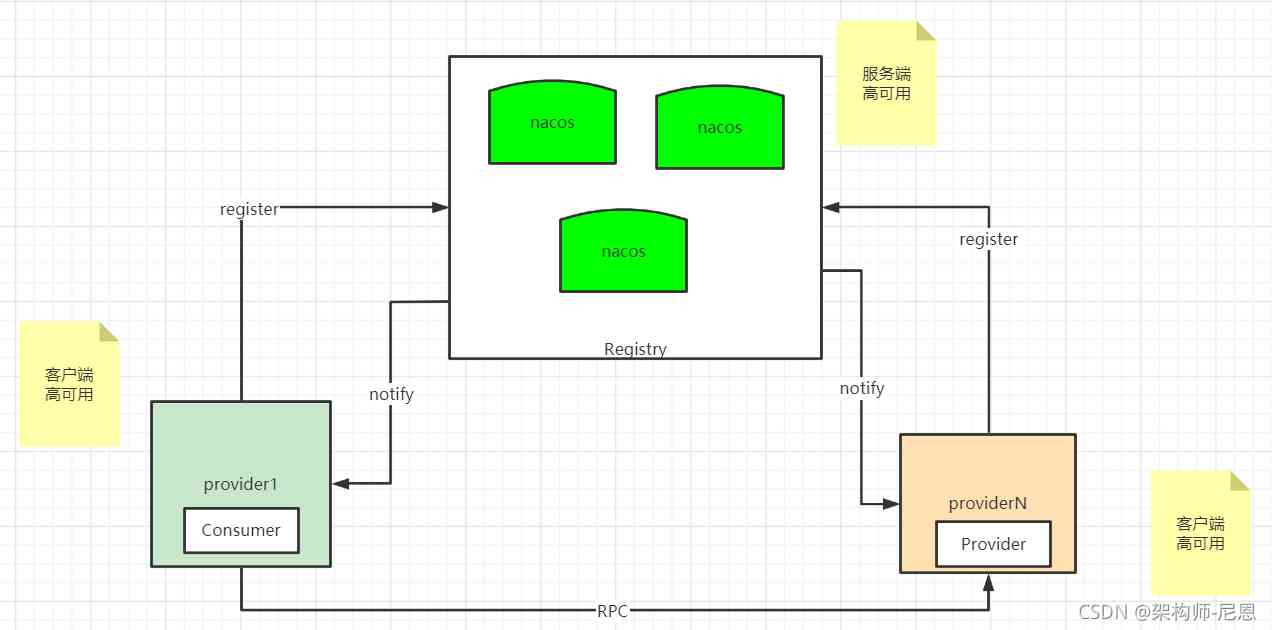 服务端
高可用
nacos
nacos
register
register
nacos
Registry
客户端
高可用
notify
notify
provider1
Consumer
providerN
Provider
客户端
高可用
RPC
CSDN @架构师-尼恩